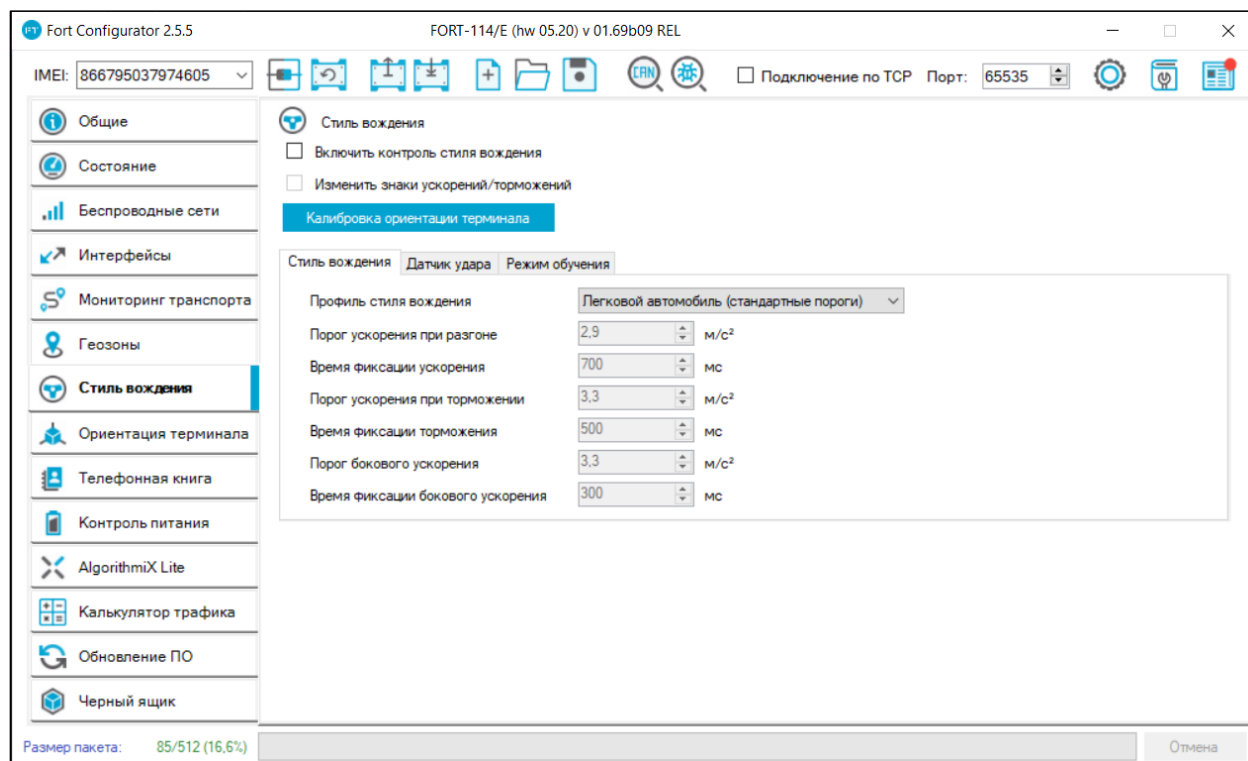 FT Fort Configurator 2.5.5 FORT-114/E (hw 05.20) v 01.69b09 REL
IMEI: 866795037974605 CAN Подключение по TCP Порт: 65535
Общие
Состояние
Беспроводные сети
Интерфейсы
Мониторинг транспорта
Геозоны
Стиль вождения
Ориентация терминала
Телефонная книга
Контроль питания
AlgorithmiX Lite
Калькулятор трафика
Обновление ПО
Черный ящик
Стиль вождения
Включить контроль стиля вождения
Изменить знаки ускорений/торможений
Калибровка ориентации терминала
Стиль вождения Датчик удара Режим обучения
Профиль стиля вождения Легковой автомобиль (стандартные пороги)
Порог ускорения при разгоне 2,9 м/с²
Время фиксации ускорения 700 мс
Порог ускорения при торможении 3,3 м/с²
Время фиксации торможения 500 мс
Порог бокового ускорения 3,3 м/с²
Время фиксации бокового ускорения 300 мс
Размер пакета: 85/512 (16,6%) Отмена